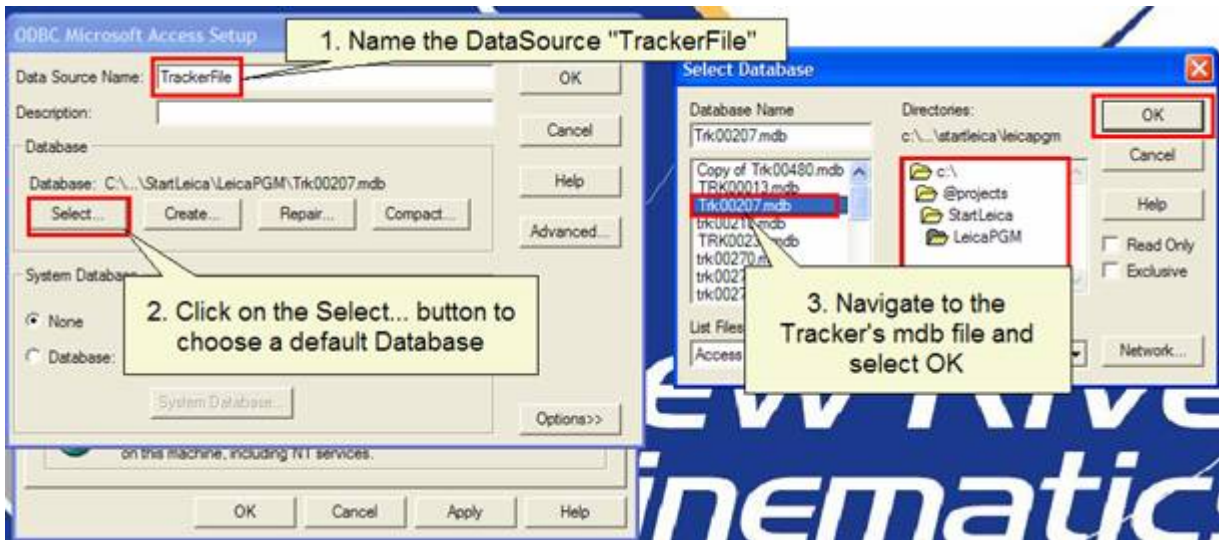 ODBC Microsoft Access Setup
1. Name the DataSource "TrackerFile"
Data Source Name: TrackerFile
OK
Description:
Cancel
Database
Database: C:\...\StartLeica\LeicaPGM\Trk00207.mdb
Help
Select...
Create...
Repair...
Compact...
Advanced...
System Database
2. Click on the Select... button to
choose a default Database
None
Database:
System Database...
Options>>
on this machine, including NT services.
OK
Cancel
Apply
Help
Select Database
Database Name
Directories:
OK
Trk00207.mdb
c:\...\startleica\leicapgm
Cancel
Copy of Trk00480.mdb
TRK00013.mdb
Trk00207.mdb
trk00210.mdb
trk00270.m
c:\
@projects
StartLeica
LeicaPGM
Help
Read Only
Exclusive
3. Navigate to the
Tracker's mdb file and
select OK
List Files
Access
Network...
ew Rive
inematic